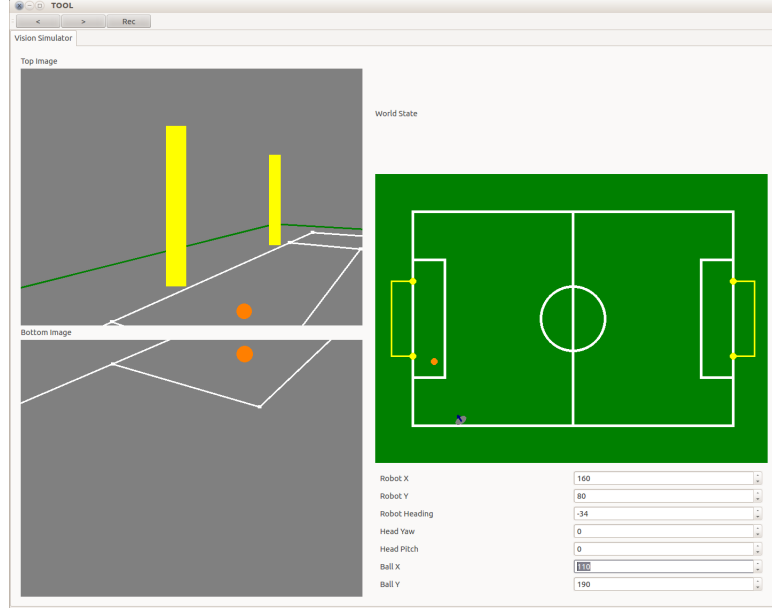 TOOL
< > Rec
Vision Simulator
Top Image
World State
Bottom Image
Robot X 160
Robot Y 80
Robot Heading -34
Head Yaw 0
Head Pitch 0
Ball X 110
Ball Y 190